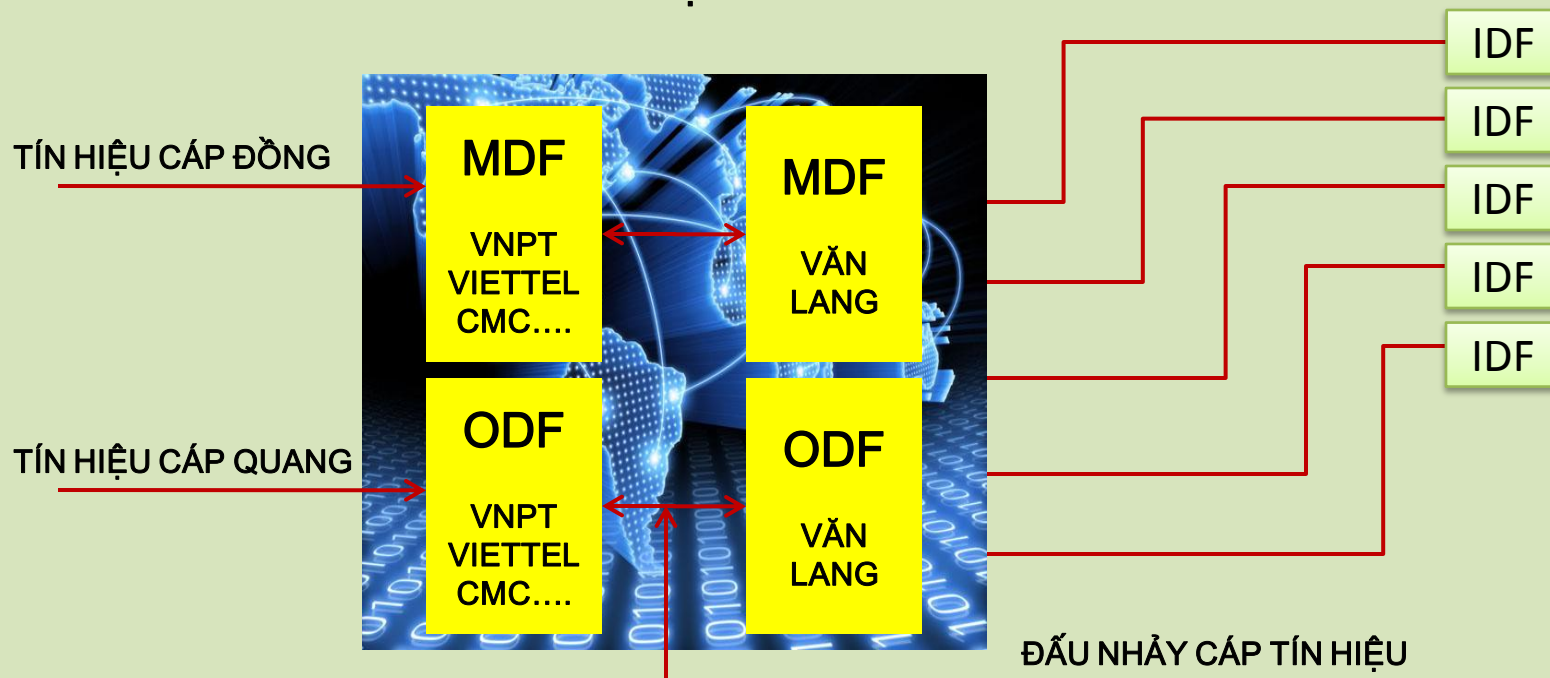 TÍN HIỆU CÁP ĐỒNG
MDF
VNPT
VIETTEL
CMC....
MDF
VĂN
LANG
IDF
IDF
IDF
IDF
IDF
TÍN HIỆU CÁP QUANG
ODF
VNPT
VIETTEL
CMC....
ODF
VĂN
LANG
ĐẤU NHẢY CÁP TÍN HIỆU